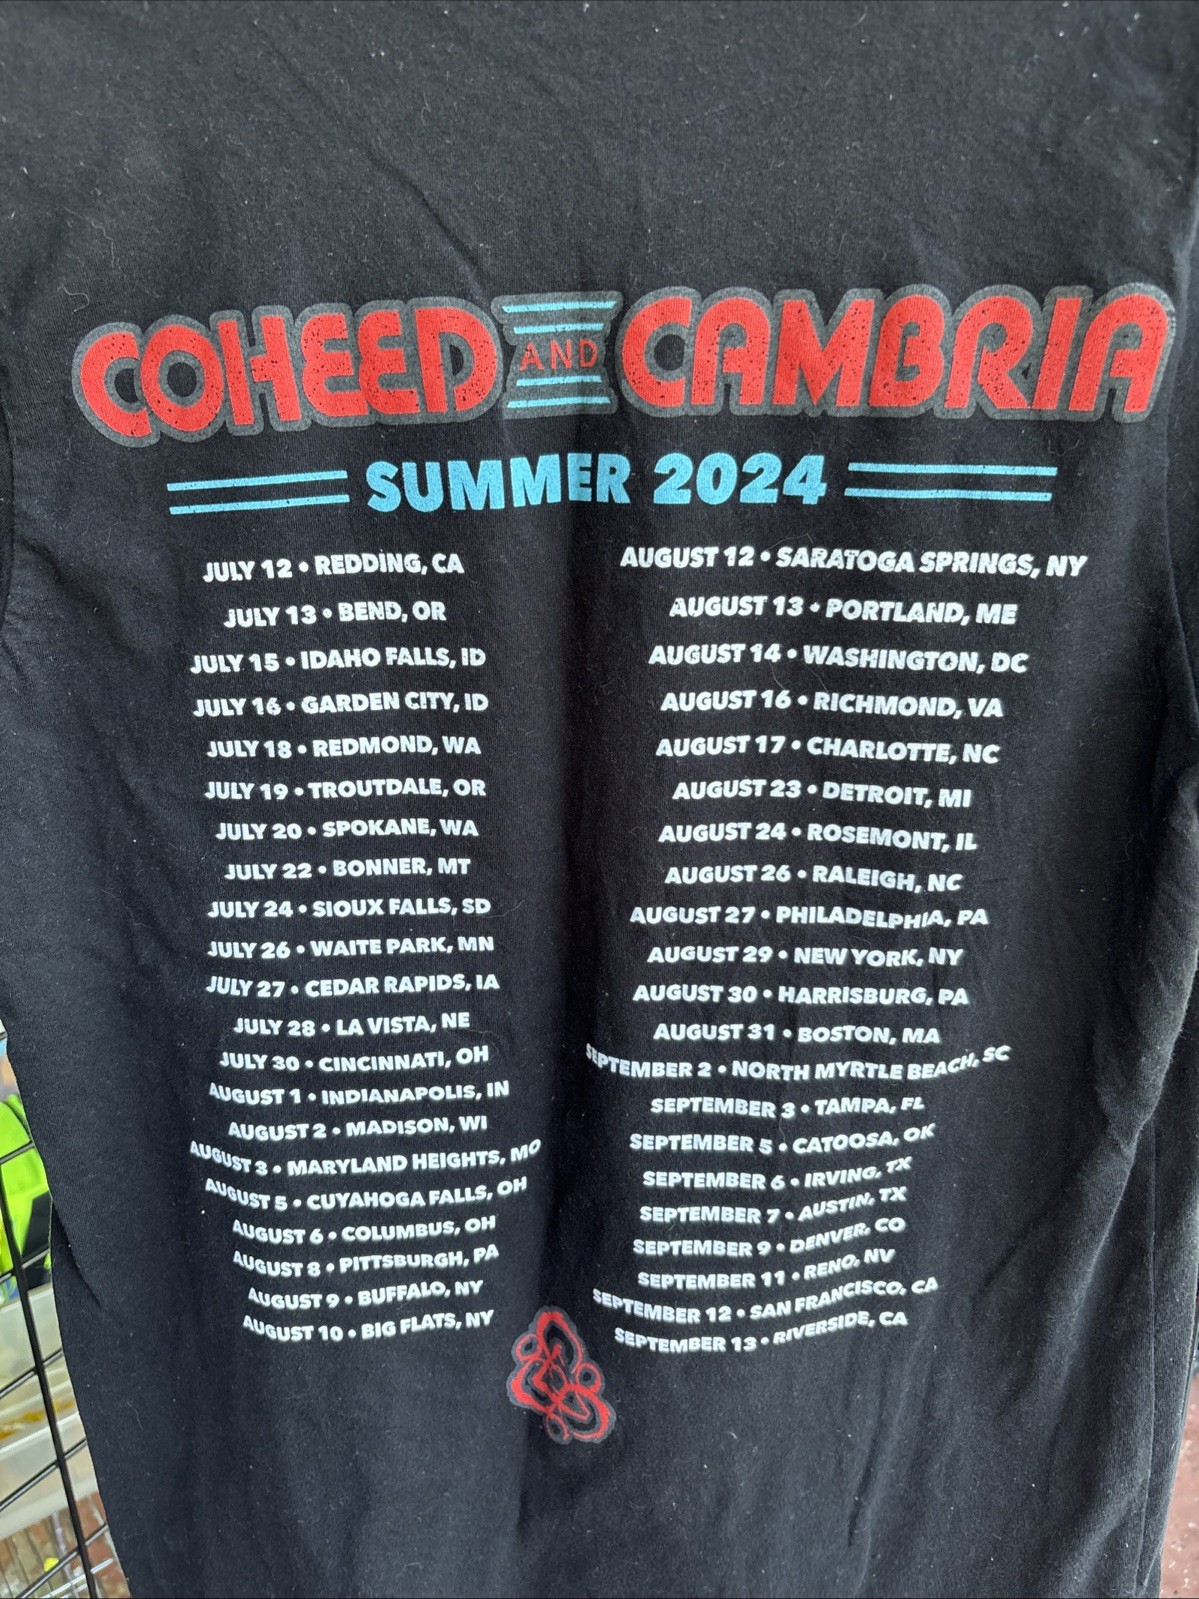 COHEED AND CAMBRIA
SUMMER 2024
JULY 12 • REDDING, CA
JULY 13 • BEND, OR
JULY 15 • IDAHO FALLS, ID
JULY 16 • GARDEN CITY, ID
JULY 18 • REDMOND, WA
JULY 19 • TROUTDALE, OR
JULY 20 • SPOKANE, WA
JULY 22 • BONNER, MT
JULY 24 • SIOUX FALLS, SD
JULY 26 • WAITE PARK, MN
JULY 27 • CEDAR RAPIDS, IA
JULY 28 • LA VISTA, NE
JULY 30 • CINCINNATI, OH
AUGUST 1 • INDIANAPOLIS, IN
AUGUST 2 • MADISON, WI
AUGUST 3 • MARYLAND HEIGHTS, MO
AUGUST 5 • CUYAHOGA FALLS, OH
AUGUST 6 • COLUMBUS, OH
AUGUST 8 • PITTSBURGH, PA
AUGUST 9 • BUFFALO, NY
AUGUST 10 • BIG FLATS, NY
AUGUST 12 • SARATOGA SPRINGS, NY
AUGUST 13 • PORTLAND, ME
AUGUST 14 • WASHINGTON, DC
AUGUST 16 • RICHMOND, VA
AUGUST 17 • CHARLOTTE, NC
AUGUST 23 • DETROIT, MI
AUGUST 24 • ROSEMONT, IL
AUGUST 26 • RALEIGH, NC
AUGUST 27 • PHILADELPHIA, PA
AUGUST 29 • NEW YORK, NY
AUGUST 30 • HARRISBURG, PA
AUGUST 31 • BOSTON, MA
SEPTEMBER 2 • NORTH MYRTLE BEACH, SC
SEPTEMBER 3 • TAMPA, FL
SEPTEMBER 5 • CATOOSA, OK
SEPTEMBER 6 • IRVING, TX
SEPTEMBER 7 • AUSTIN, TX
SEPTEMBER 9 • DENVER, CO
SEPTEMBER 11 • RENO, NV
SEPTEMBER 12 • SAN FRANCISCO, CA
SEPTEMBER 13 • RIVERSIDE, CA